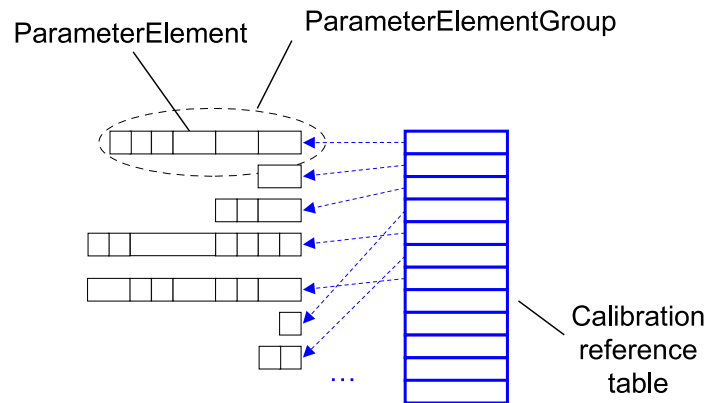 ParameterElement
ParameterElementGroup
Calibration
reference
table
...